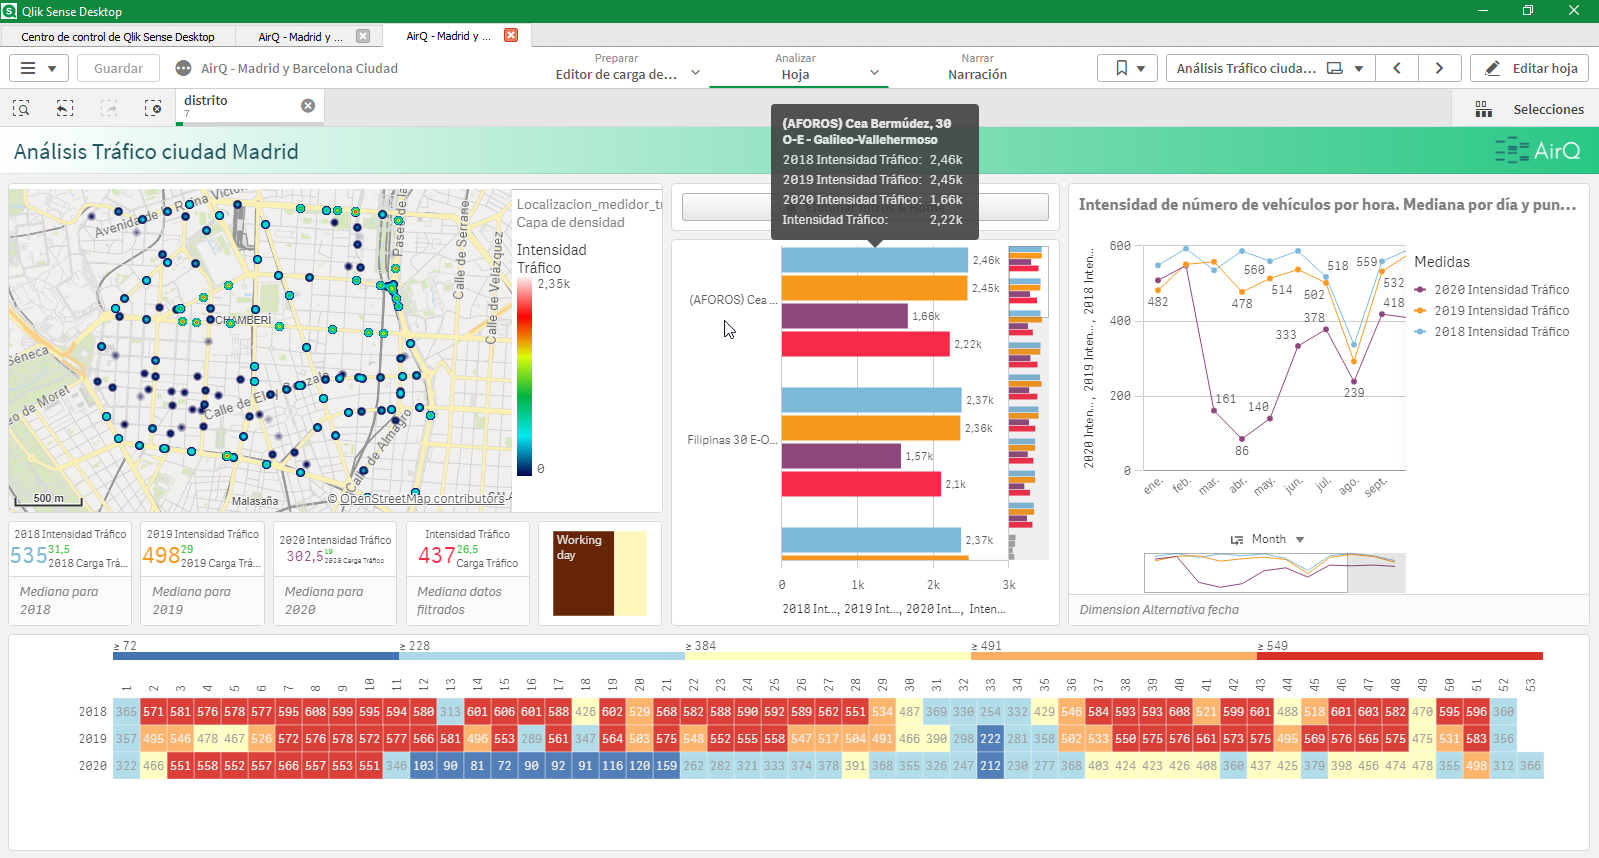 Qlik Sense Desktop
Centro de control de Qlik Sense Desktop
AirQ - Madrid y ...
AirQ - Madrid y ...
Guardar
AirQ - Madrid y Barcelona Ciudad
Preparar
Editor de carga de...
Analizar
Hoja
Narrar
Narración
Análisis Tráfico ciuda...
Editar hoja
distrito
7
Selecciones
Análisis Tráfico ciudad Madrid
AirQ
(AFOROS) Cea Bermúdez, 30
O-E - Galileo-Vallehermoso
2018 Intensidad Tráfico: 2,46k
2019 Intensidad Tráfico: 2,45k
2020 Intensidad Tráfico: 1,66k
Intensidad Tráfico: 2,22k
Avenida de la Reina Victor
Paseo de la
Calle de Serrano
Calle de Velázquez
CHAMBERÍ
Séneca
eo de Moret
Calle de Eloy Gonzalo
Calle de Almagro
Malasaña
500 m
© OpenStreetMap contributors
Localizacion_medidor_tr
Capa de densidad
Intensidad
Tráfico
2,35k
0
(AFOROS) Cea ...
2,46k
2,45k
1,66k
2,22k
Filipinas 30 E-O...
2,37k
2,36k
1,57k
2,1k
2,37k
0 1k 2k 3k
2018 Int..., 2019 Int..., 2020 Int..., Inten...
Intensidad de número de vehículos por hora. Mediana por día y pun...
2020 Inten..., 2019 Inten..., 2018 Inten...
600
400
200
0
482
161
86
478
140
560
514
333
502
378
518
239
559
532
418
ene. feb. mar. abr. may. jun. jul. ago. sept.
Medidas
2020 Intensidad Tráfico
2019 Intensidad Tráfico
2018 Intensidad Tráfico
Month
Dimension Alternativa fecha
2018 Intensidad Tráfico
535 31,5
2018 Carga Trá...
Mediana para
2018
2019 Intensidad Tráfico
498 29
2019 Carga Trá...
Mediana para
2019
2020 Intensidad Tráfico
302,5 19
2020 Carga Tráfico
Mediana para
2020
Intensidad Tráfico
437 26,5
Carga Tráfico
Mediana datos
filtrados
Working
day
≥ 72 ≥ 228 ≥ 384 ≥ 491 ≥ 549
1 2 3 4 5 6 7 8 9 10 11 12 13 14 15 16 17 18 19 20 21 22 23 24 25 26 27 28 29 30 31 32 33 34 35 36 37 38 39 40 41 42 43 44 45 46 47 48 49 50 51 52 53
2018 365 571 581 576 578 577 595 608 599 595 594 580 313 601 606 601 588 426 602 529 568 582 588 590 592 589 562 551 534 487 369 330 254 332 429 546 584 593 593 608 521 599 601 488 518 601 603 582 470 595 596 360
2019 357 495 546 478 467 526 572 576 578 572 577 566 581 496 553 289 561 347 564 503 575 548 552 555 558 547 517 504 491 466 390 298 222 281 358 502 533 550 575 576 561 573 575 495 569 576 565 575 475 531 583 356
2020 322 466 551 558 552 557 566 557 553 551 346 103 90 81 72 90 92 91 116 120 159 262 282 321 333 374 378 391 368 355 326 247 212 230 277 368 403 424 423 426 408 360 437 425 379 398 456 474 478 355 498 312 366